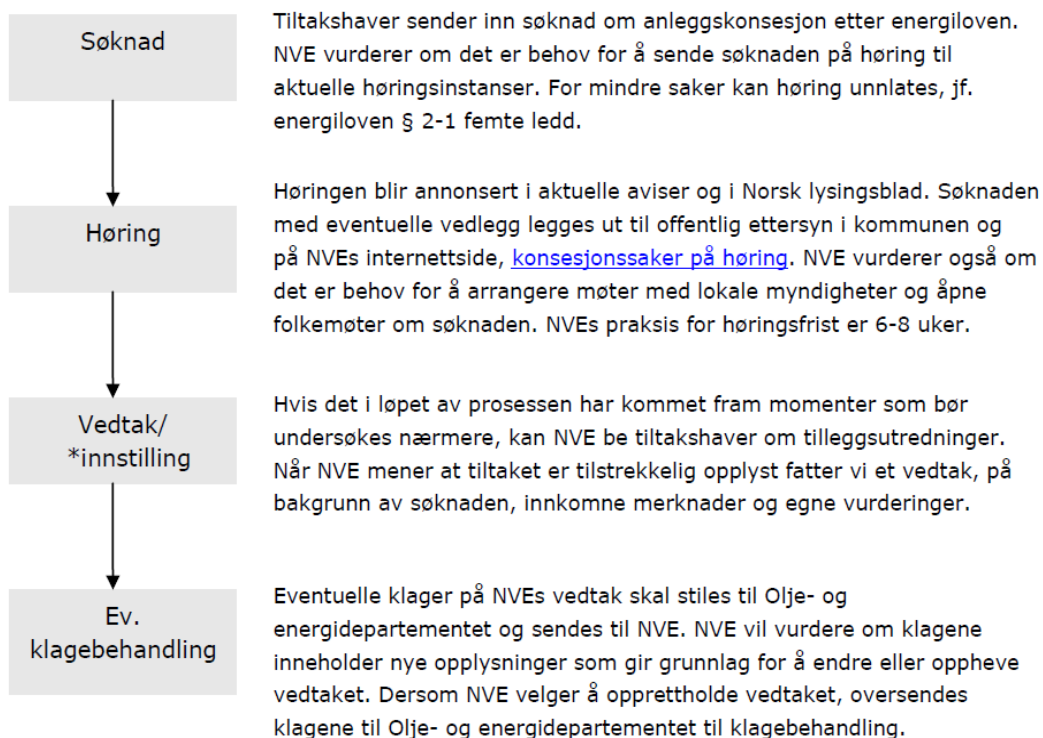 Søknad
Tiltakshaver sender inn søknad om anleggskonsesjon etter energiloven.
NVE vurderer om det er behov for å sende søknaden på høring til
aktuelle høringsinstanser. For mindre saker kan høring unnlates, jf.
energiloven § 2-1 femte ledd.
Høring
Høringen blir annonsert i aktuelle aviser og i Norsk lysingsblad. Søknaden
med eventuelle vedlegg legges ut til offentlig ettersyn i kommunen og
på NVEs internettside, konsesjonssaker på høring. NVE vurderer også om
det er behov for å arrangere møter med lokale myndigheter og åpne
folkemøter om søknaden. NVEs praksis for høringsfrist er 6-8 uker.
Vedtak/
*innstilling
Hvis det i løpet av prosessen har kommet fram momenter som bør
undersøkes nærmere, kan NVE be tiltakshaver om tilleggsutredninger.
Når NVE mener at tiltaket er tilstrekkelig opplyst fatter vi et vedtak, på
bakgrunn av søknaden, innkomne merknader og egne vurderinger.
Ev.
klagebehandling
Eventuelle klager på NVEs vedtak skal stiles til Olje- og
energidepartementet og sendes til NVE. NVE vil vurdere om klagene
inneholder nye opplysninger som gir grunnlag for å endre eller oppheve
vedtaket. Dersom NVE velger å opprettholde vedtaket, oversendes
klagene til Olje- og energidepartementet til klagebehandling.